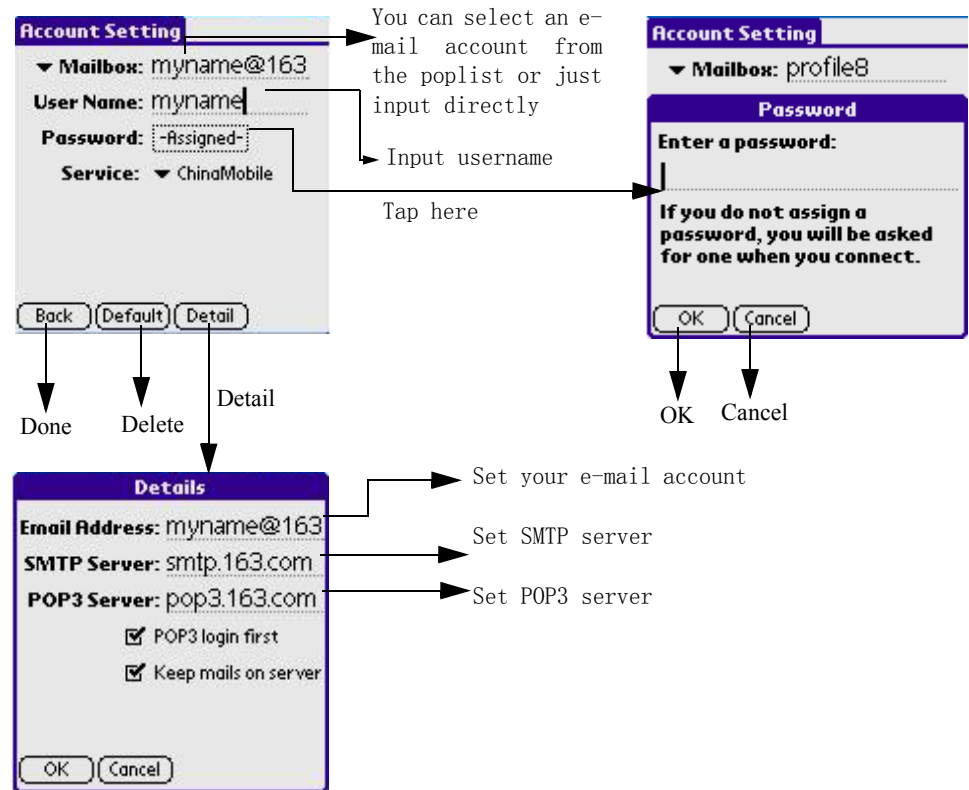 Account Setting
Mailbox: myname@163
User Name: myname
Password: -Assigned-
Service: ChinaMobile
Back Default Detail
You can select an e-
mail account from
the poplist or just
input directly
Input username
Tap here
Account Setting
Mailbox: profile8
Password
Enter a password:
If you do not assign a
password, you will be asked
for one when you connect.
OK Cancel
Done
Delete
Detail
OK
Cancel
Details
Email Address: myname@163
SMTP Server: smtp.163.com
POP3 Server: pop3.163.com
POP3 login first
Keep mails on server
OK Cancel
Set your e-mail account
Set SMTP server
Set POP3 server